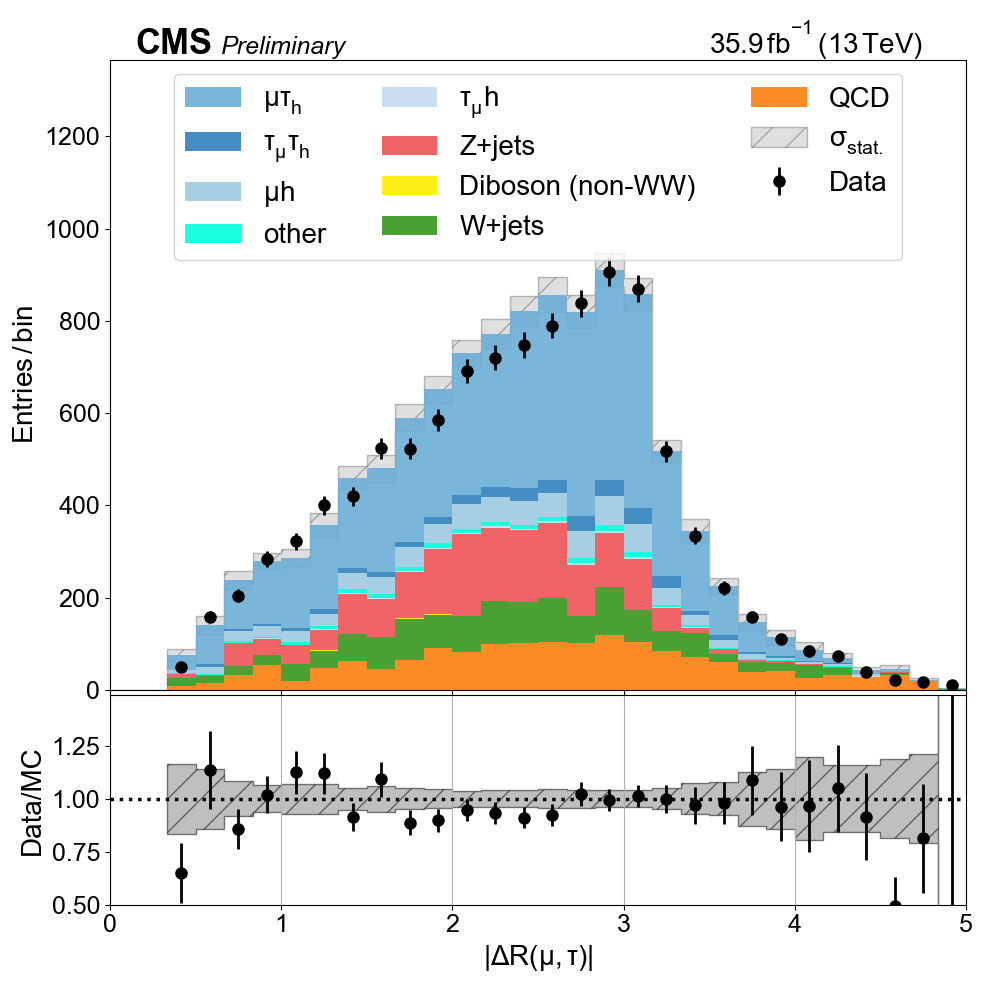 CMS Preliminary 35.9 fb⁻¹ (13 TeV)
μτh τμh QCD
τμτh Z+jets σstat.
μh Diboson (non-WW) Data
other W+jets
1200
1000
800
600
400
200
0
Entries / bin
1.25
1.00
0.75
0.50
Data/MC
0 1 2 3 4 5
|ΔR(μ, τ)|